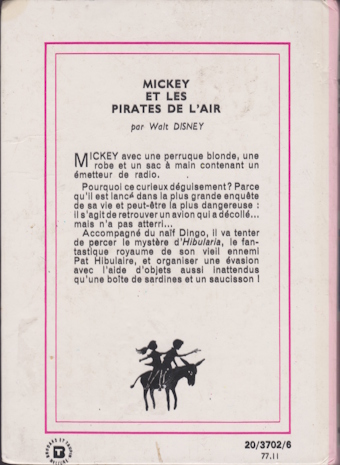 MICKEY
ET LES
PIRATES DE L'AIR
par Walt DISNEY
MICKEY avec une perruque blonde, une
robe et un sac à main contenant un
émetteur de radio.
Pourquoi ce curieux déguisement? Parce
qu'il est lancé dans la plus grande enquête
de sa vie et peut-être la plus dangereuse :
il s'agit de retrouver un avion qui a décollé...
mais n'a pas atterri...
Accompagné du naïf Dingo, il va tenter
de percer le mystère d'Hibularia, le fan-
tastique royaume de son vieil ennemi
Pat Hibulaire, et organiser une évasion
avec l'aide d'objets aussi inattendus
qu'une boîte de sardines et un saucisson !
20/3702/6
77.11